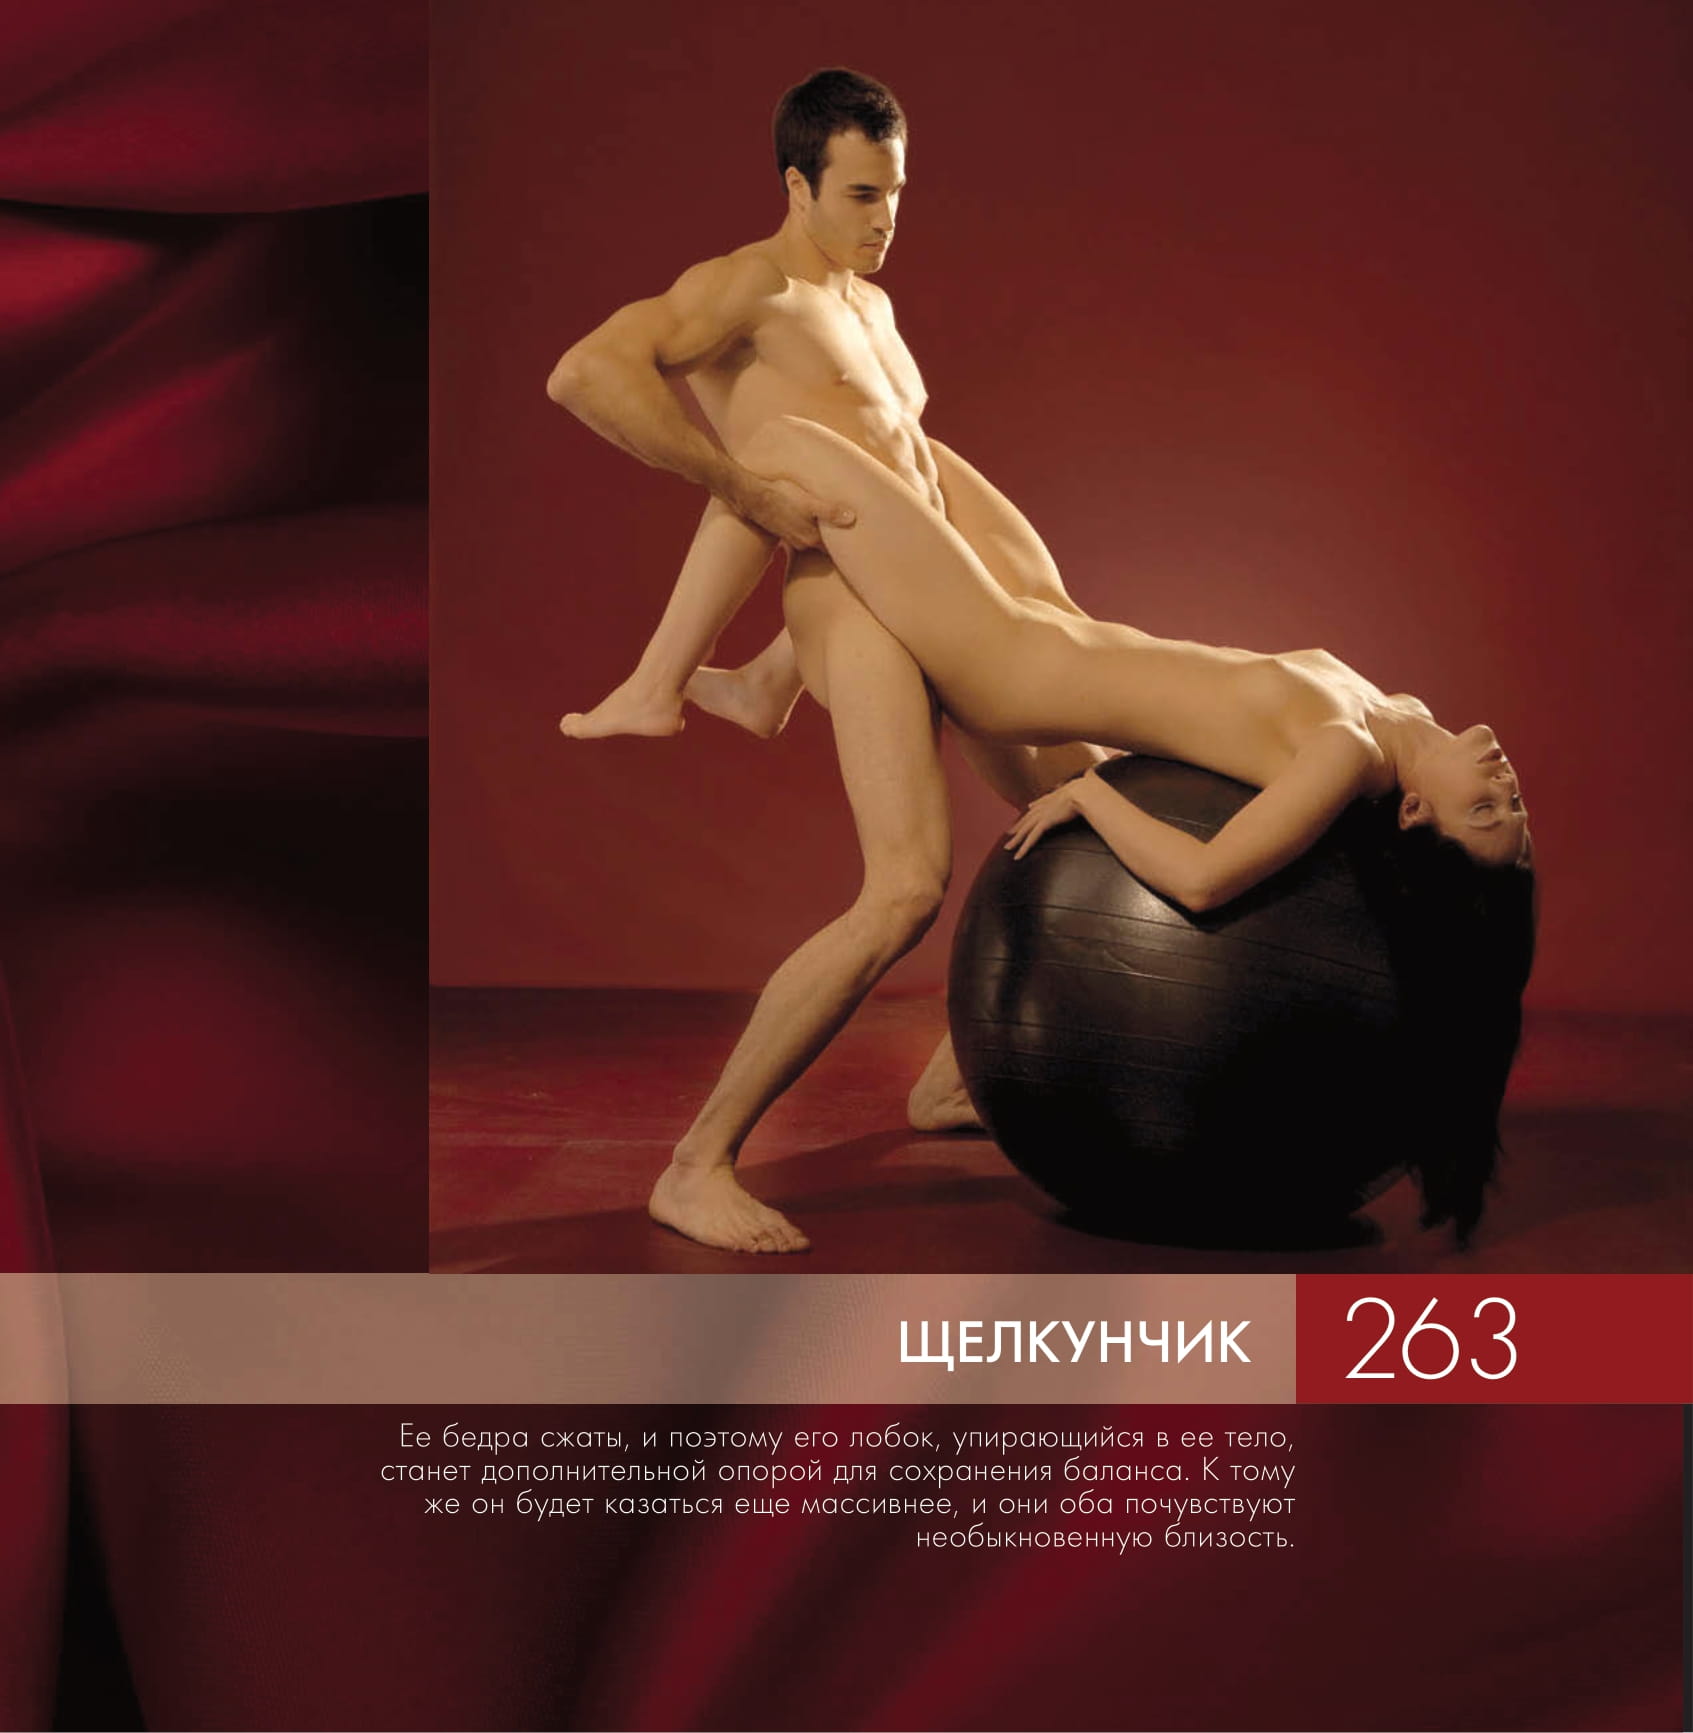 ЩЕЛКУНЧИК 263
Ее бедра сжаты, и поэтому его лобок, упирающийся в ее тело,
станет дополнительной опорой для сохранения баланса. К тому
же он будет казаться еще массивнее, и они оба почувствуют
необыкновенную близость.